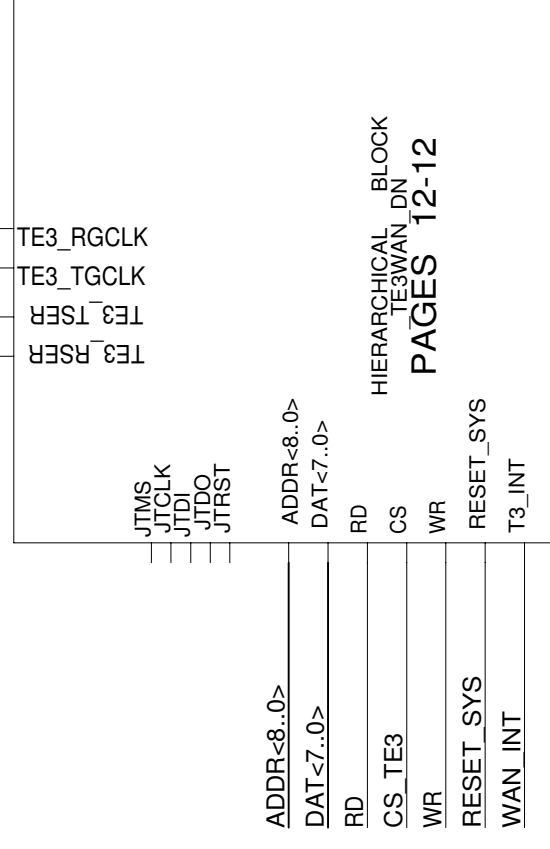 TE3_RGCLK
TE3_TGCLK
TE3_TSER
TE3_RSER
HIERARCHICAL BLOCK
TE3WAN_DN
PAGES 12-12
JTMS
JTCLK
JTDI
JTDO
JTRST
ADDR<8..0>
DAT<7..0>
RD
CS
WR
RESET_SYS
T3_INT
ADDR<8..0>
DAT<7..0>
RD
CS_TE3
WR
RESET_SYS
WAN_INT